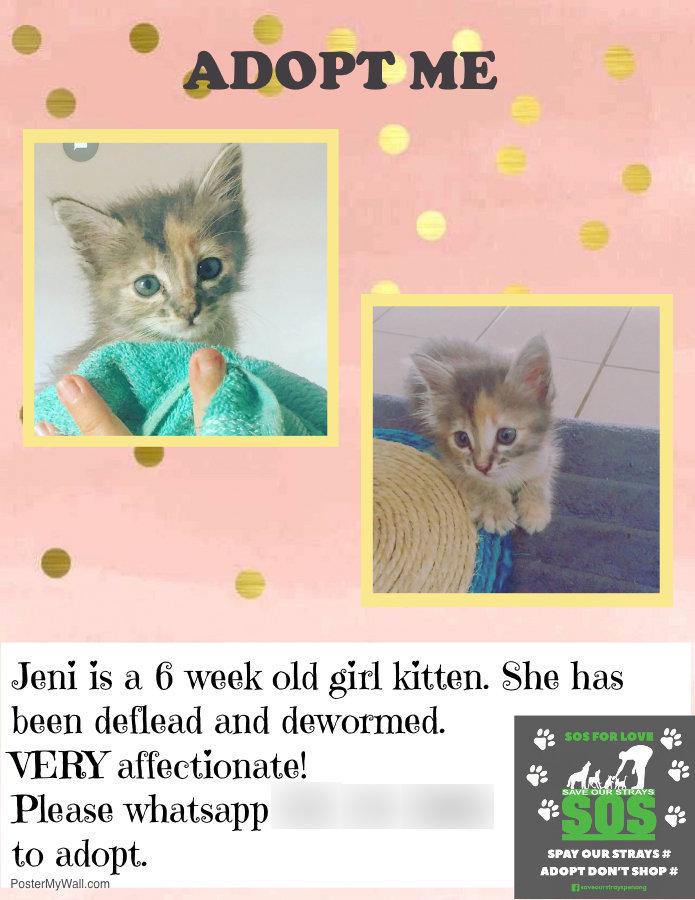 ADOPT ME
Jeni is a 6 week old girl kitten. She has
been deflead and dewormed.
VERY affectionate!
Please whatsapp
to adopt.
PosterMyWall.com
SOS FOR LOVE
SAVE OUR STRAYS
SOS
SPAY OUR STRAYS #
ADOPT DON'T SHOP #
saveourstrayspenang